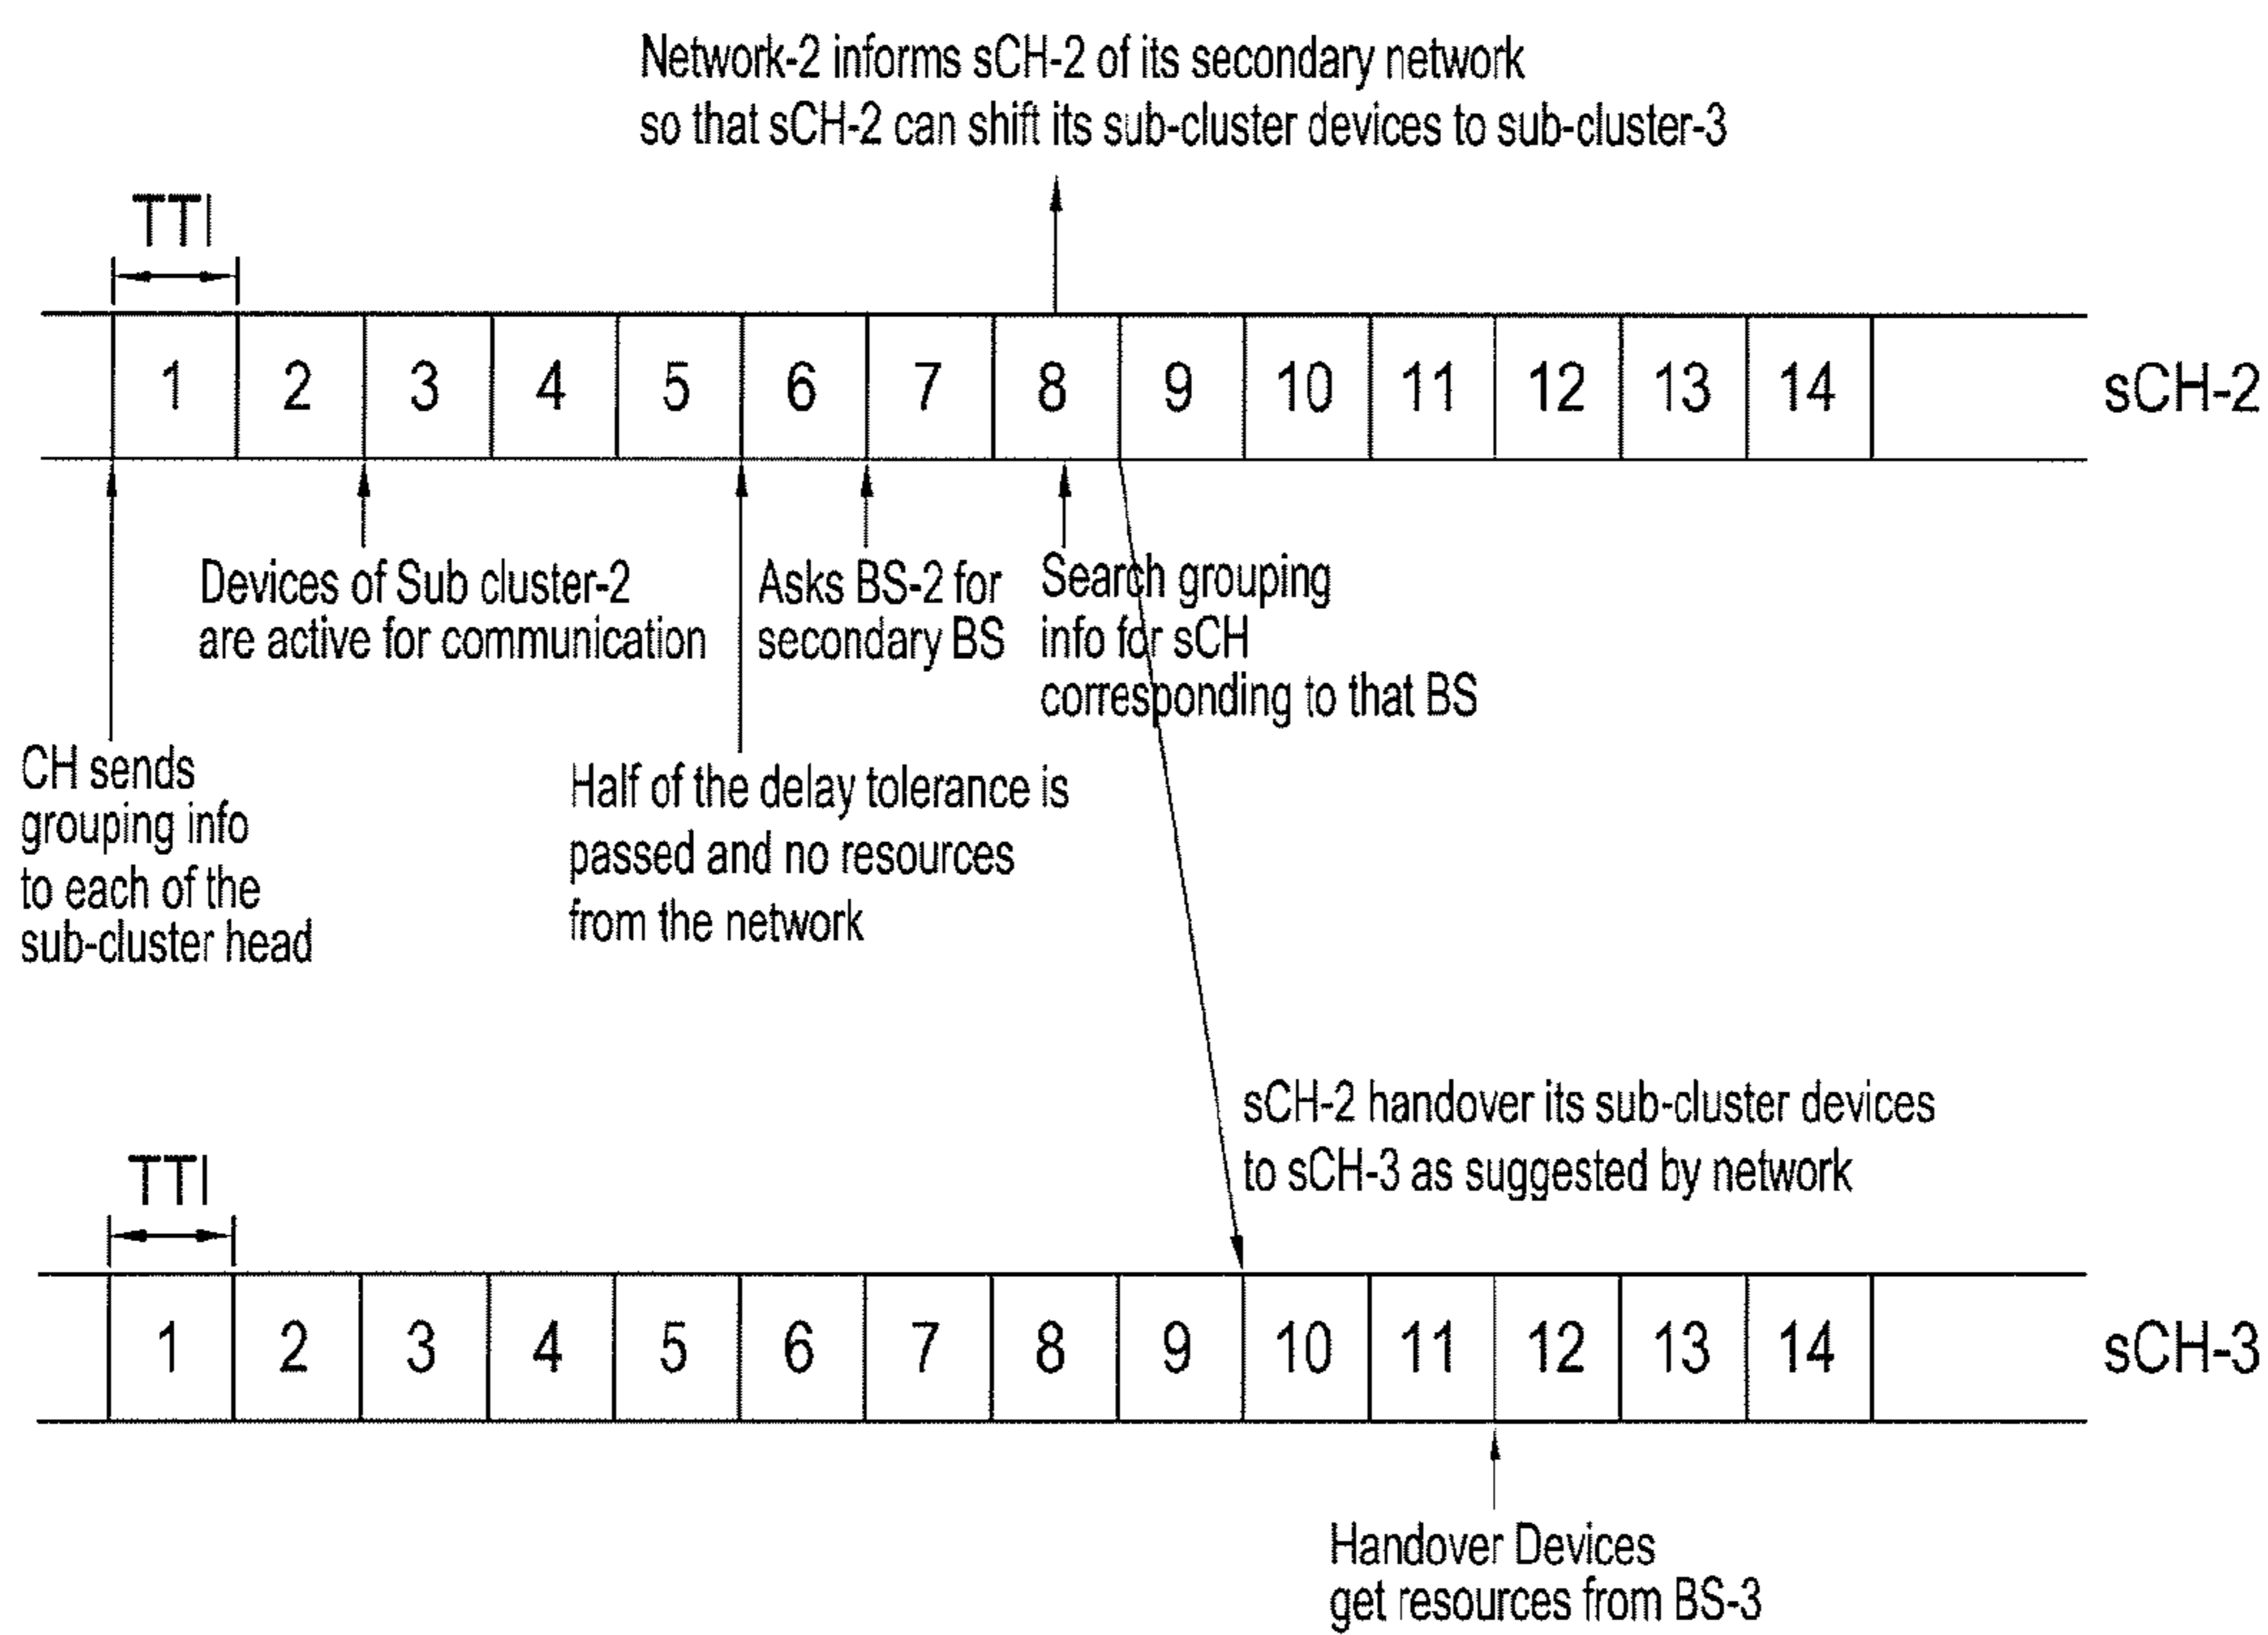 Network-2 informs sCH-2 of its secondary network
so that sCH-2 can shift its sub-cluster devices to sub-cluster-3
TTI
1 2 3 4 5 6 7 8 9 10 11 12 13 14 sCH-2
Devices of Sub cluster-2
are active for communication
Asks BS-2 for
secondary BS
Search grouping
info for sCH
corresponding to that BS
CH sends
grouping info
to each of the
sub-cluster head
Half of the delay tolerance is
passed and no resources
from the network
sCH-2 handover its sub-cluster devices
to sCH-3 as suggested by network
TTI
1 2 3 4 5 6 7 8 9 10 11 12 13 14 sCH-3
Handover Devices
get resources from BS-3